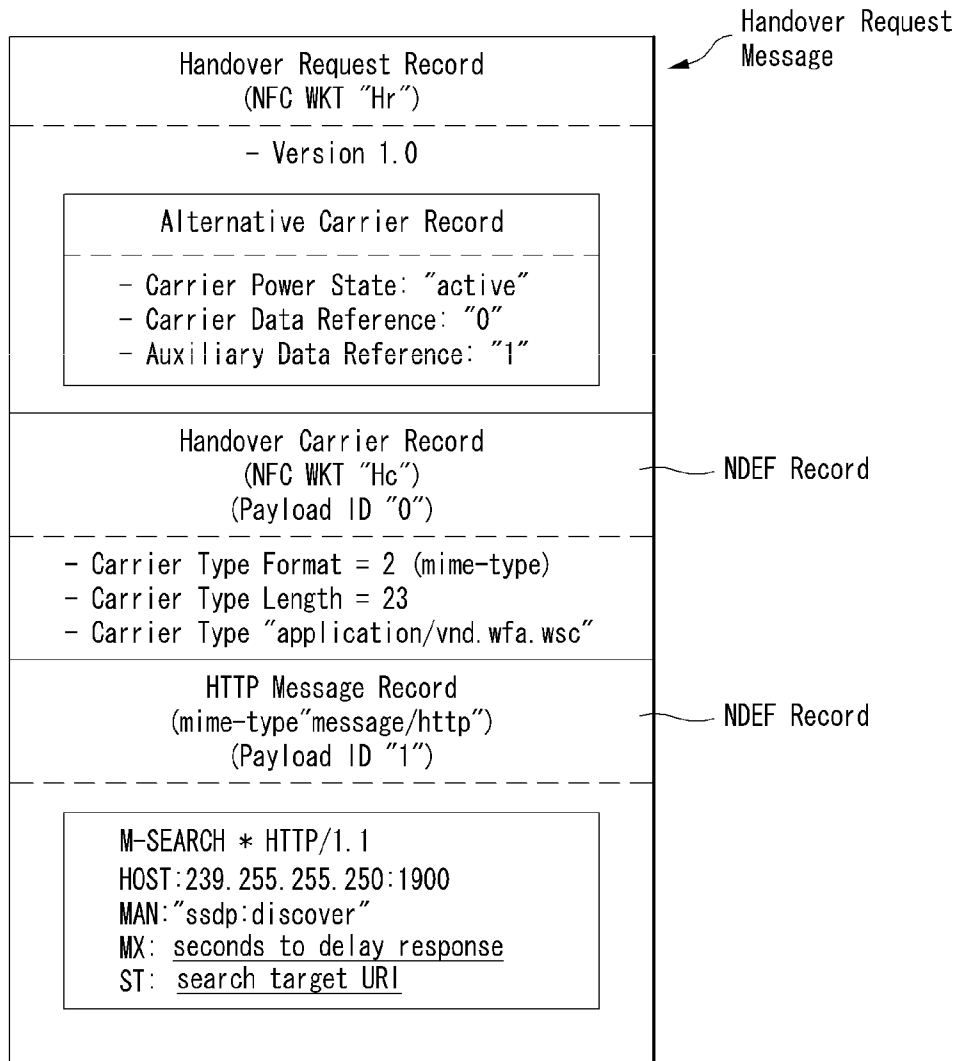 Handover Request
Message
Handover Request Record
(NFC WKT "Hr")
- Version 1.0
Alternative Carrier Record
- Carrier Power State: "active"
- Carrier Data Reference: "0"
- Auxiliary Data Reference: "1"
Handover Carrier Record
(NFC WKT "Hc")
(Payload ID "0")
NDEF Record
- Carrier Type Format = 2 (mime-type)
- Carrier Type Length = 23
- Carrier Type "application/vnd.wfa.wsc"
HTTP Message Record
(mime-type"message/http")
(Payload ID "1")
NDEF Record
M-SEARCH * HTTP/1.1
HOST:239.255.255.250:1900
MAN:"ssdp:discover"
MX: seconds to delay response
ST: search target URI